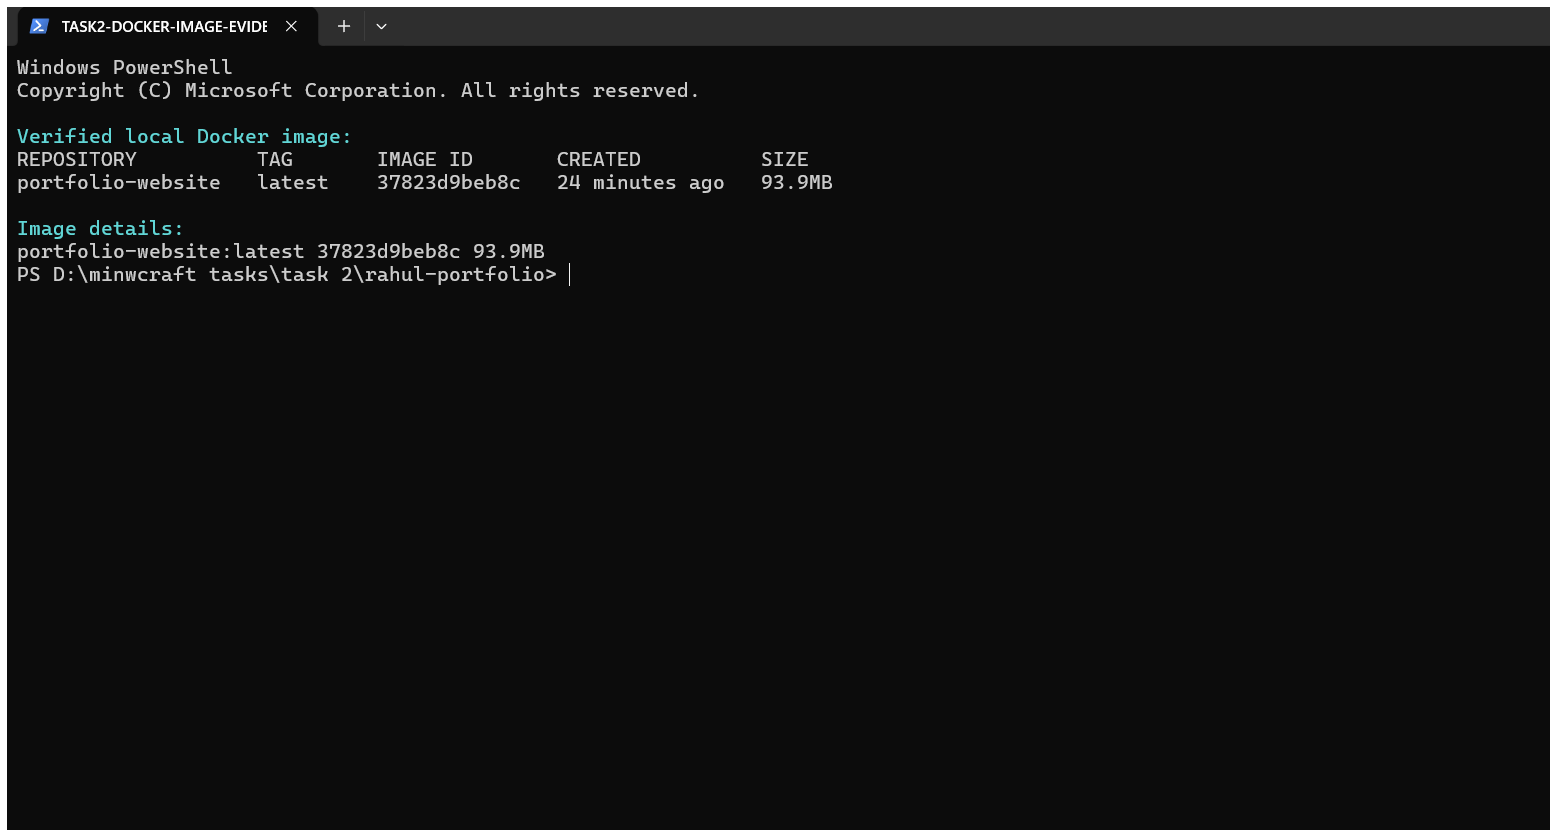 TASK2-DOCKER-IMAGE-EVIDE
Windows PowerShell
Copyright (C) Microsoft Corporation. All rights reserved.
Verified local Docker image:
REPOSITORY TAG IMAGE ID CREATED SIZE
portfolio-website latest 37823d9beb8c 24 minutes ago 93.9MB
Image details:
portfolio-website:latest 37823d9beb8c 93.9MB
PS D:\minwcraft tasks\task 2\rahul-portfolio>